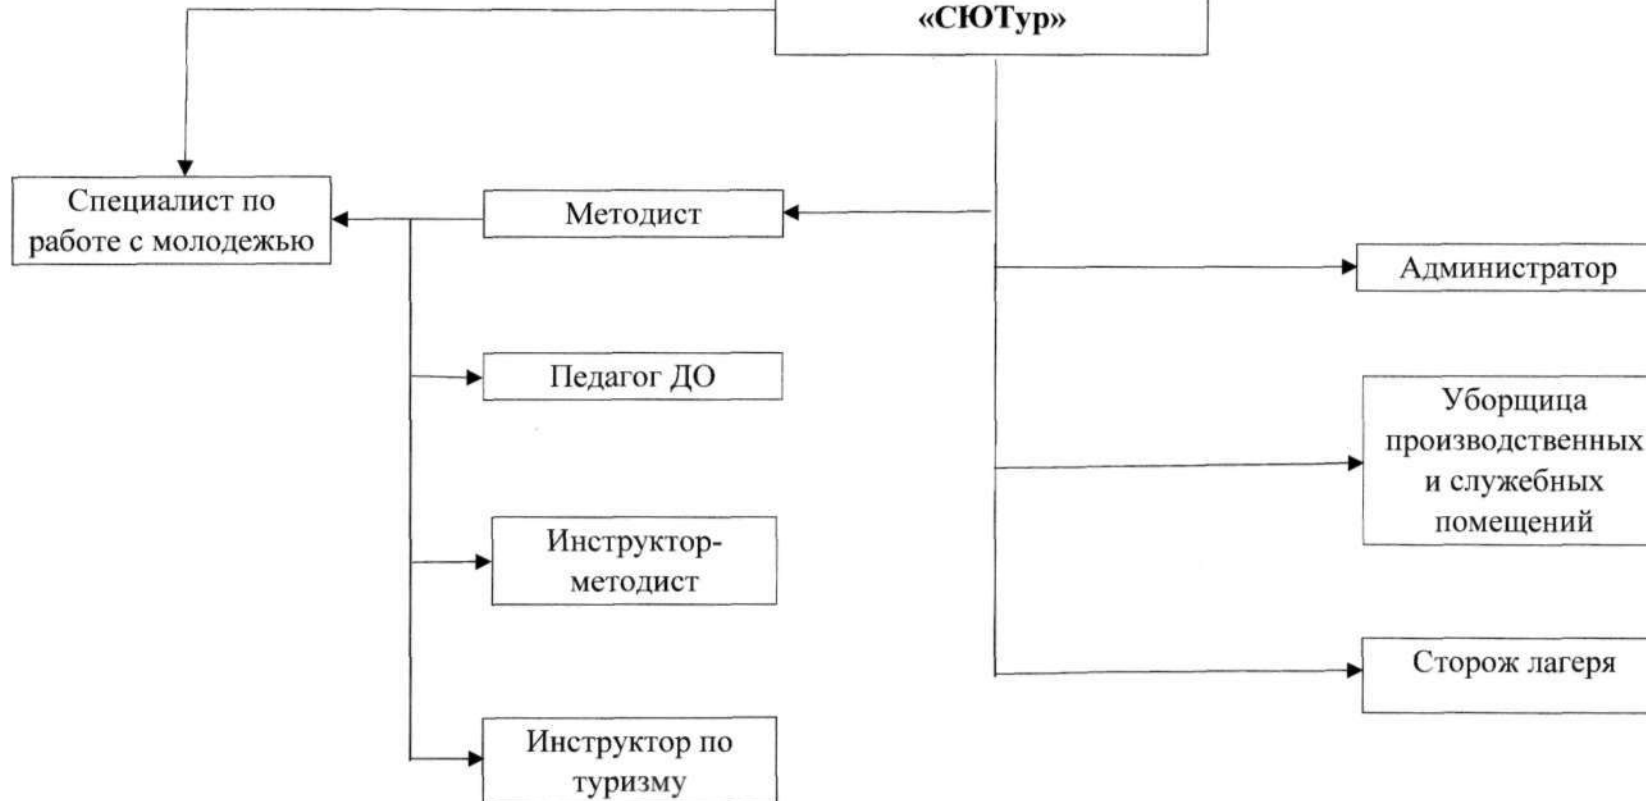 «СЮТур»
Специалист по
работе с молодежью
Методист
Администратор
Педагог ДО
Уборщица
производственных
и служебных
помещений
Инструктор-
методист
Сторож лагеря
Инструктор по
туризму